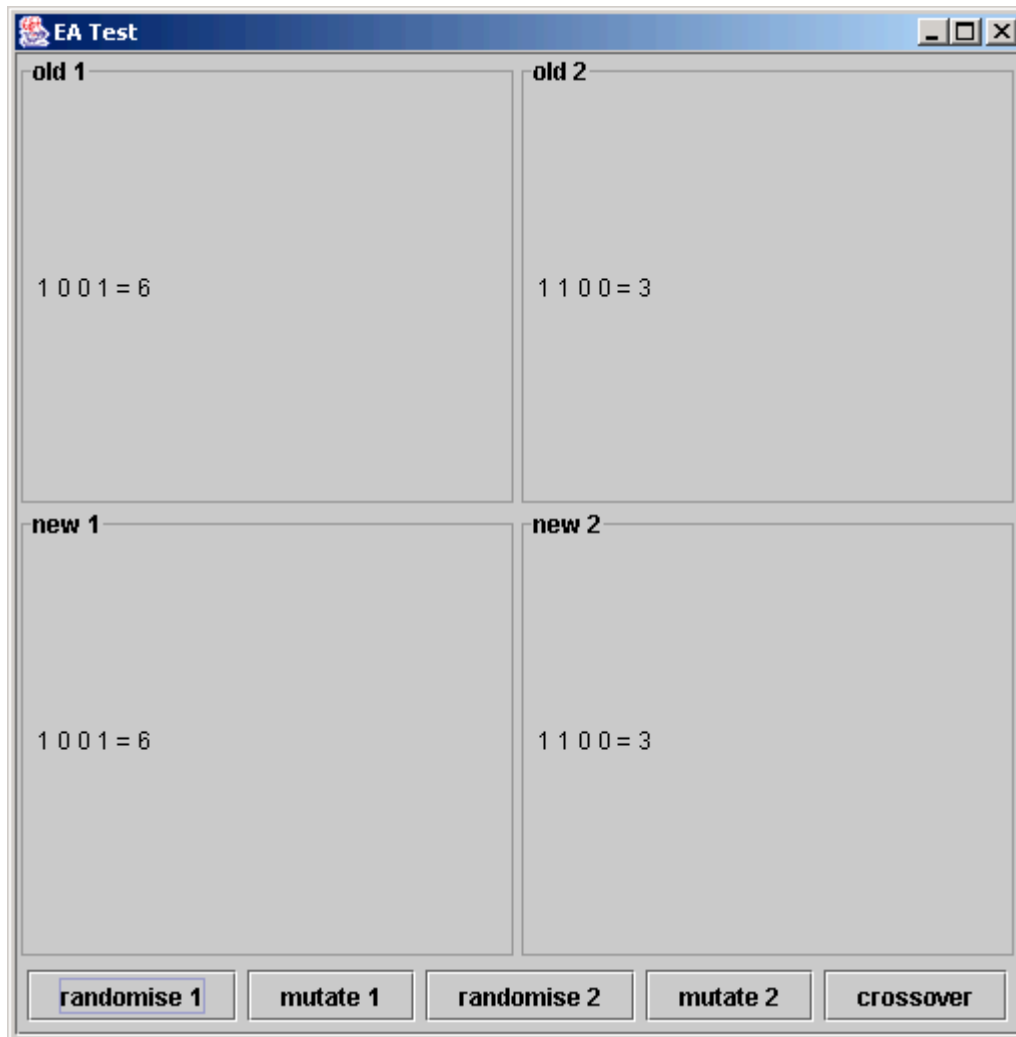 EA Test
old 1
old 2
1 0 0 1 = 6
1 1 0 0 = 3
new 1
new 2
1 0 0 1 = 6
1 1 0 0 = 3
randomise 1 mutate 1 randomise 2 mutate 2 crossover